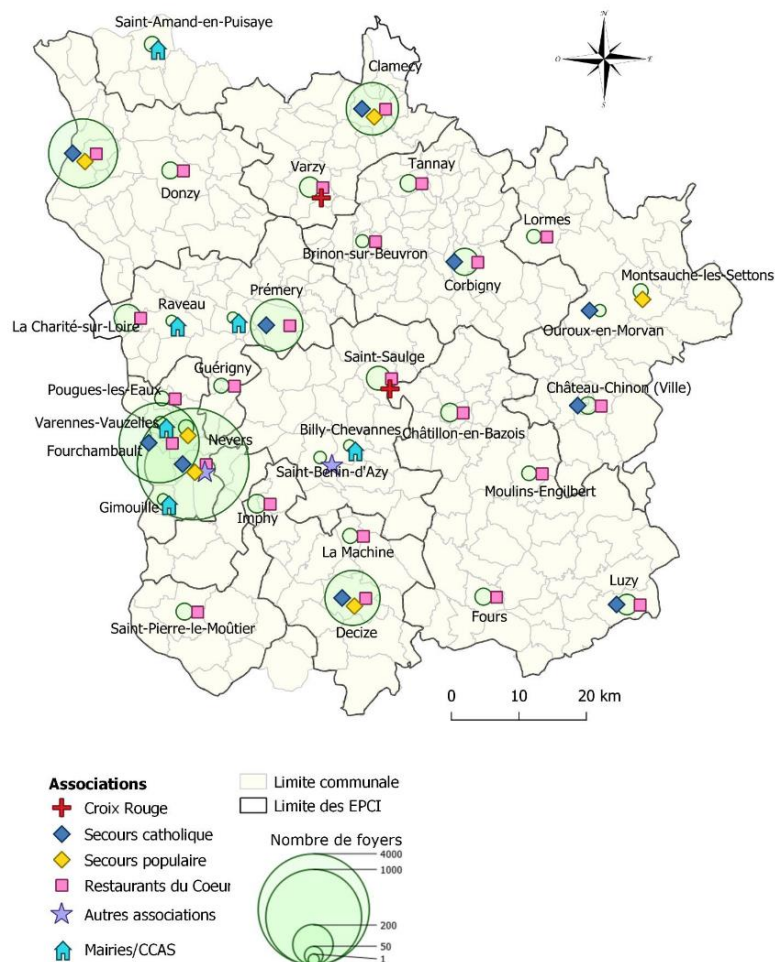 Saint-Amand-en-Puisaye
N
O
E
S
Clamecy
Varzy
Tannay
Donzy
Lormes
Brinon-sur-Beuvron
Corbigny
Montsauche-les-Settons
Prémery
Raveau
La Charité-sur-Loire
Ouroux-en-Morvan
Guérigny
Saint-Saulge
Pougues-les-Eaux
Château-Chinon (Ville)
Varennes-Vauzelles
Nevers
Billy-Chevannes
Châtillon-en-Bazois
Fourchambault
Saint-Benin-d'Azy
Moulins-Engilbert
Gimouille
Imphy
La Machine
Luzy
Saint-Pierre-le-Moûtier
Decize
Fours
0 10 20 km
Associations
Croix Rouge
Secours catholique
Secours populaire
Restaurants du Coeur
Autres associations
Mairies/CCAS
Limite communale
Limite des EPCI
Nombre de foyers
4000
1000
200
50
1